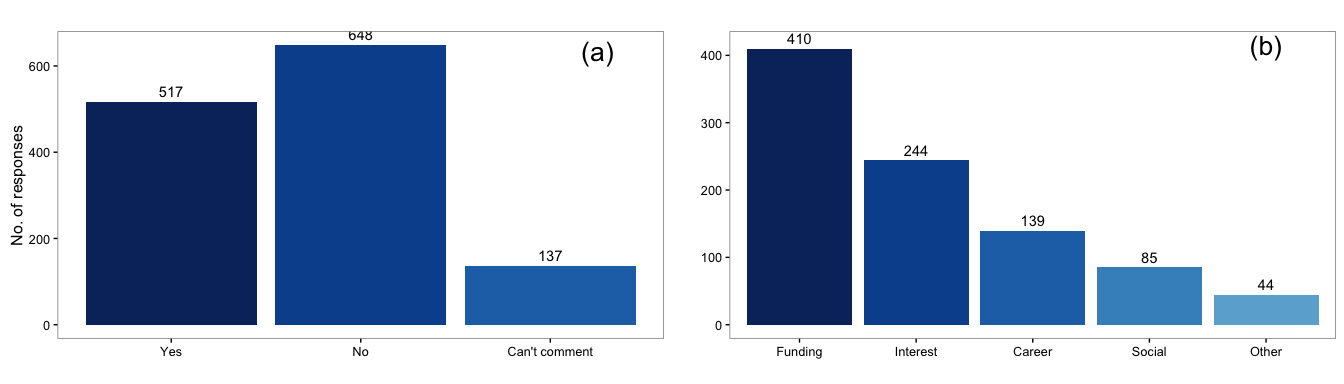 (a)
No. of responses
600
400
200
0
517
648
137
Yes
No
Can't comment
(b)
400
300
200
100
0
410
244
139
85
44
Funding
Interest
Career
Social
Other